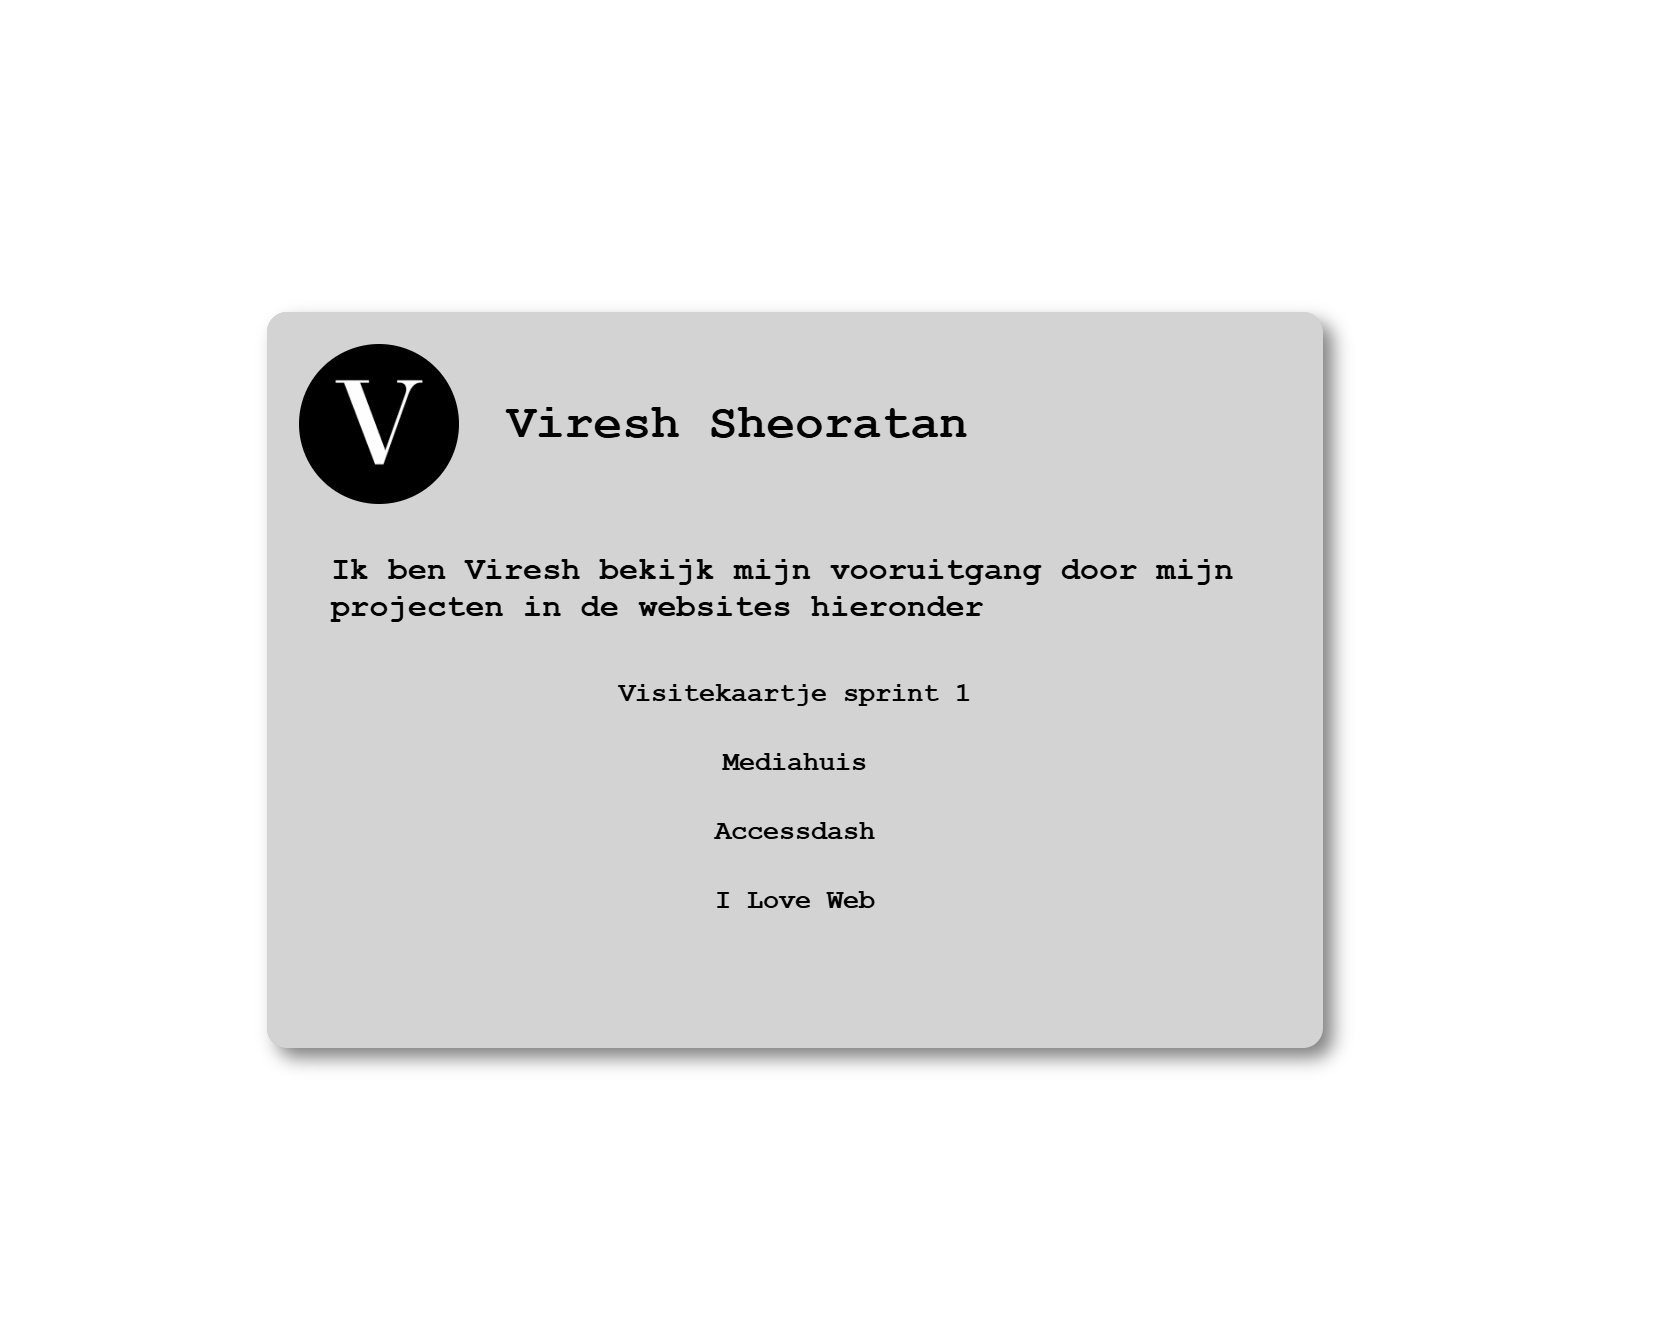 V
Viresh Sheoratan
Ik ben Viresh bekijk mijn vooruitgang door mijn
projecten in de websites hieronder
Visitekaartje sprint 1
Mediahuis
Accessdash
I Love Web